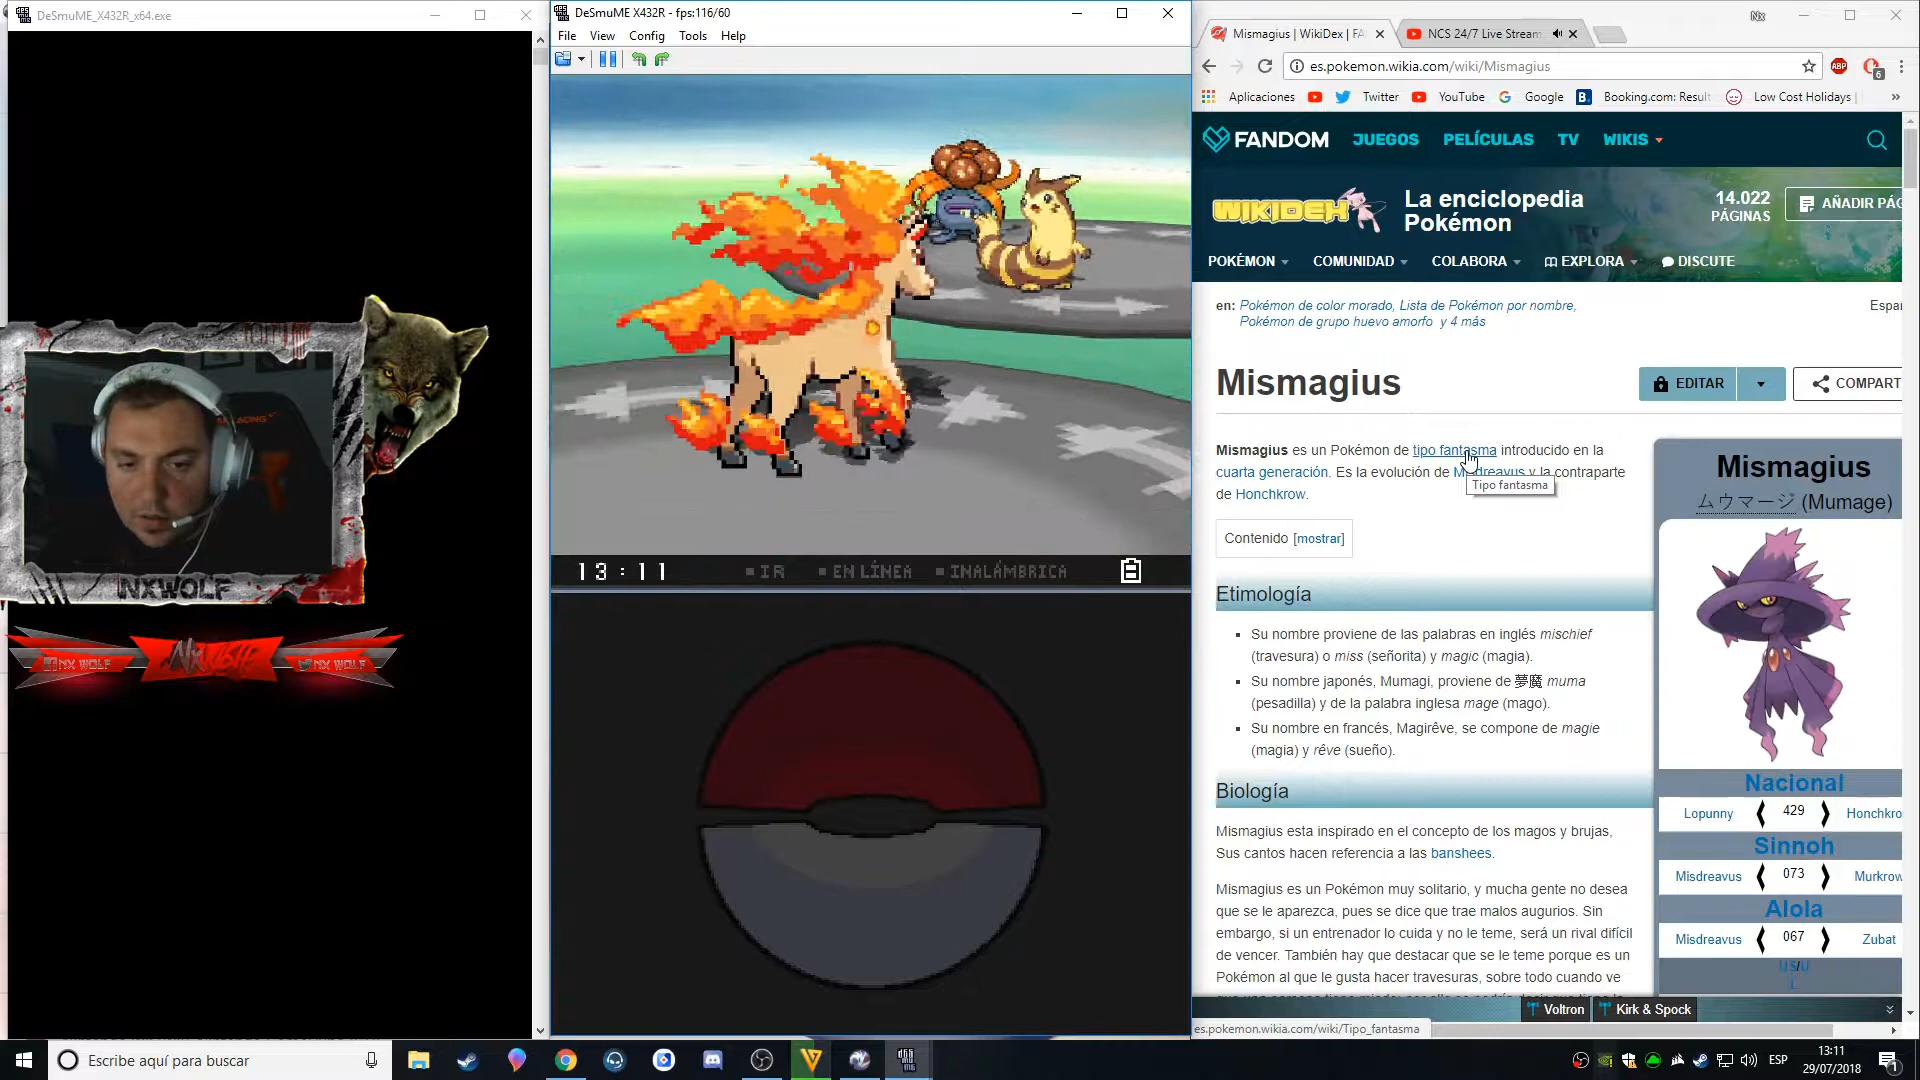 DeSmuME_X432R_x64.exe
NXWOLF
NX WOLF
NX WOLF
DeSmuME X432R - fps:116/60
File View Config Tools Help
13:11
IR
EN LÍNEA
INALÁMBRICA
Nx
Mismagius | WikiDex | FA
NCS 24/7 Live Stream
es.pokemon.wikia.com/wiki/Mismagius
ABP
6
Aplicaciones
Twitter
YouTube
Google
B.
Booking.com: Result
Low Cost Holidays |
FANDOM
JUEGOS
PELÍCULAS
TV
WIKIS
WIKIDEX
La enciclopedia
Pokémon
14.022
PÁGINAS
AÑADIR PÁG
POKÉMON
COMUNIDAD
COLABORA
EXPLORA
DISCUTE
en: Pokémon de color morado, Lista de Pokémon por nombre,
Pokémon de grupo huevo amorfo y 4 más
Espar
Mismagius
EDITAR
COMPART
Mismagius es un Pokémon de tipo fantasma introducido en la
cuarta generación. Es la evolución de Misdreavus y la contraparte
de Honchkrow.
Tipo fantasma
Contenido [mostrar]
Etimología
Su nombre proviene de las palabras en inglés mischief
(travesura) o miss (señorita) y magic (magia).
Su nombre japonés, Mumagi, proviene de 夢魔 muma
(pesadilla) y de la palabra inglesa mage (mago).
Su nombre en francés, Magirêve, se compone de magie
(magia) y rêve (sueño).
Biología
Mismagius esta inspirado en el concepto de los magos y brujas,
Sus cantos hacen referencia a las banshees.
Mismagius es un Pokémon muy solitario, y mucha gente no desea
que se le aparezca, pues se dice que trae malos augurios. Sin
embargo, si un entrenador lo cuida y no le teme, será un rival difícil
de vencer. También hay que destacar que se le teme porque es un
Pokémon al que le gusta hacer travesuras, sobre todo cuando ve
Mismagius
ムウマージ (Mumage)
Nacional
Lopunny 429 Honchkro
Sinnoh
Misdreavus 073 Murkrow
Alola
Misdreavus 067 Zubat
US/U
L
Voltron
Kirk & Spock
es.pokemon.wikia.com/wiki/Tipo_fantasma
Escribe aquí para buscar
ESP
13:11
29/07/2018
1